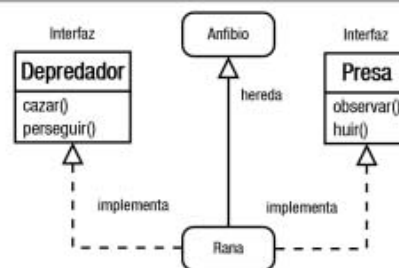 Interfaz
Depredador
cazar()
perseguir()
Anfibio
hereda
Interfaz
Presa
observar()
huir()
implementa
implementa
Rana